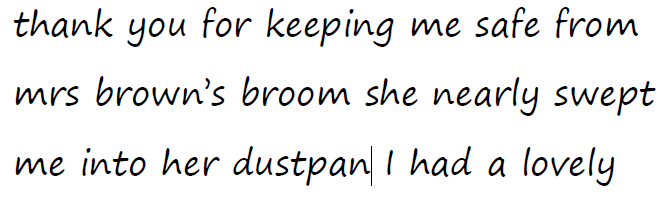 thank you for keeping me safe from
mrs brown's broom she nearly swept
me into her dustpan I had a lovely